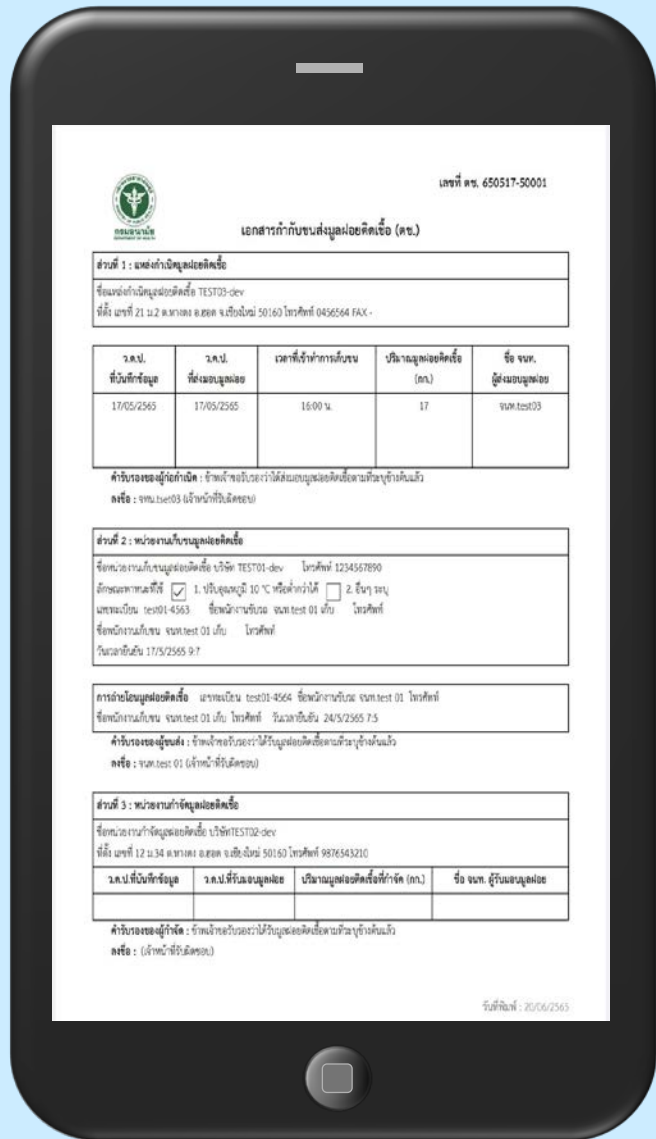 เลขที่ ตช. 650517-50001
กรมอนามัย
DEPARTMENT OF HEALTH
เอกสารกำกับขนส่งมูลฝอยติดเชื้อ (ตช.)
ส่วนที่ 1 : แหล่งกำเนิดมูลฝอยติดเชื้อ
ชื่อแหล่งกำเนิดมูลฝอยติดเชื้อ TEST03-dev
ที่ตั้ง เลขที่ 21 ม.2 ต.หางดง อ.ฮอด จ.เชียงใหม่ 50160 โทรศัพท์ 0456564 FAX -
ว.ด.ป. ที่บันทึกข้อมูล ว.ด.ป. ที่ส่งมอบมูลฝอย เวลาที่เข้าทำการเก็บขน ปริมาณมูลฝอยติดเชื้อ (กก.) ชื่อ จนท. ผู้ส่งมอบมูลฝอย
17/05/2565 17/05/2565 16:00 น. 17 จนท.test03
คำรับรองของผู้ก่อกำเนิด : ข้าพเจ้าขอรับรองว่าได้ส่งมอบมูลฝอยติดเชื้อตามที่ระบุข้างต้นแล้ว
ลงชื่อ : จทน.tset03 (เจ้าหน้าที่รับผิดชอบ)
ส่วนที่ 2 : หน่วยงานเก็บขนมูลฝอยติดเชื้อ
ชื่อหน่วยงานเก็บขนมูลฝอยติดเชื้อ บริษัท TEST01-dev โทรศัพท์ 1234567890
ลักษณะพาหนะที่ใช้ 1. ปรับอุณหภูมิ 10 °C หรือต่ำกว่าได้ 2. อื่นๆ ระบุ
เลขทะเบียน test01-4563 ชื่อพนักงานขับรถ จนท.test 01 เก็บ โทรศัพท์
ชื่อพนักงานเก็บขน จนท.test 01 เก็บ โทรศัพท์
วันเวลายืนยัน 17/5/2565 9:7
การถ่ายโอนมูลฝอยติดเชื้อ เลขทะเบียน test01-4564 ชื่อพนักงานขับรถ จนท.test 01 โทรศัพท์
ชื่อพนักงานเก็บขน จนท.test 01 เก็บ โทรศัพท์ วันเวลายืนยัน 24/5/2565 7:5
คำรับรองของผู้ขนส่ง : ข้าพเจ้าขอรับรองว่าได้รับมูลฝอยติดเชื้อตามที่ระบุข้างต้นแล้ว
ลงชื่อ : จนท.test 01 (เจ้าหน้าที่รับผิดชอบ)
ส่วนที่ 3 : หน่วยงานกำจัดมูลฝอยติดเชื้อ
ชื่อหน่วยงานกำจัดมูลฝอยติดเชื้อ บริษัทTEST02-dev
ที่ตั้ง เลขที่ 12 ม.34 ต.หางดง อ.ฮอด จ.เชียงใหม่ 50160 โทรศัพท์ 9876543210
ว.ด.ป.ที่บันทึกข้อมูล ว.ด.ป.ที่รับมอบมูลฝอย ปริมาณมูลฝอยติดเชื้อที่กำจัด (กก.) ชื่อ จนท. ผู้รับมอบมูลฝอย
คำรับรองของผู้กำจัด : ข้าพเจ้าขอรับรองว่าได้รับมูลฝอยติดเชื้อตามที่ระบุข้างต้นแล้ว
ลงชื่อ : (เจ้าหน้าที่รับผิดชอบ)
วันที่พิมพ์ : 20/06/2565